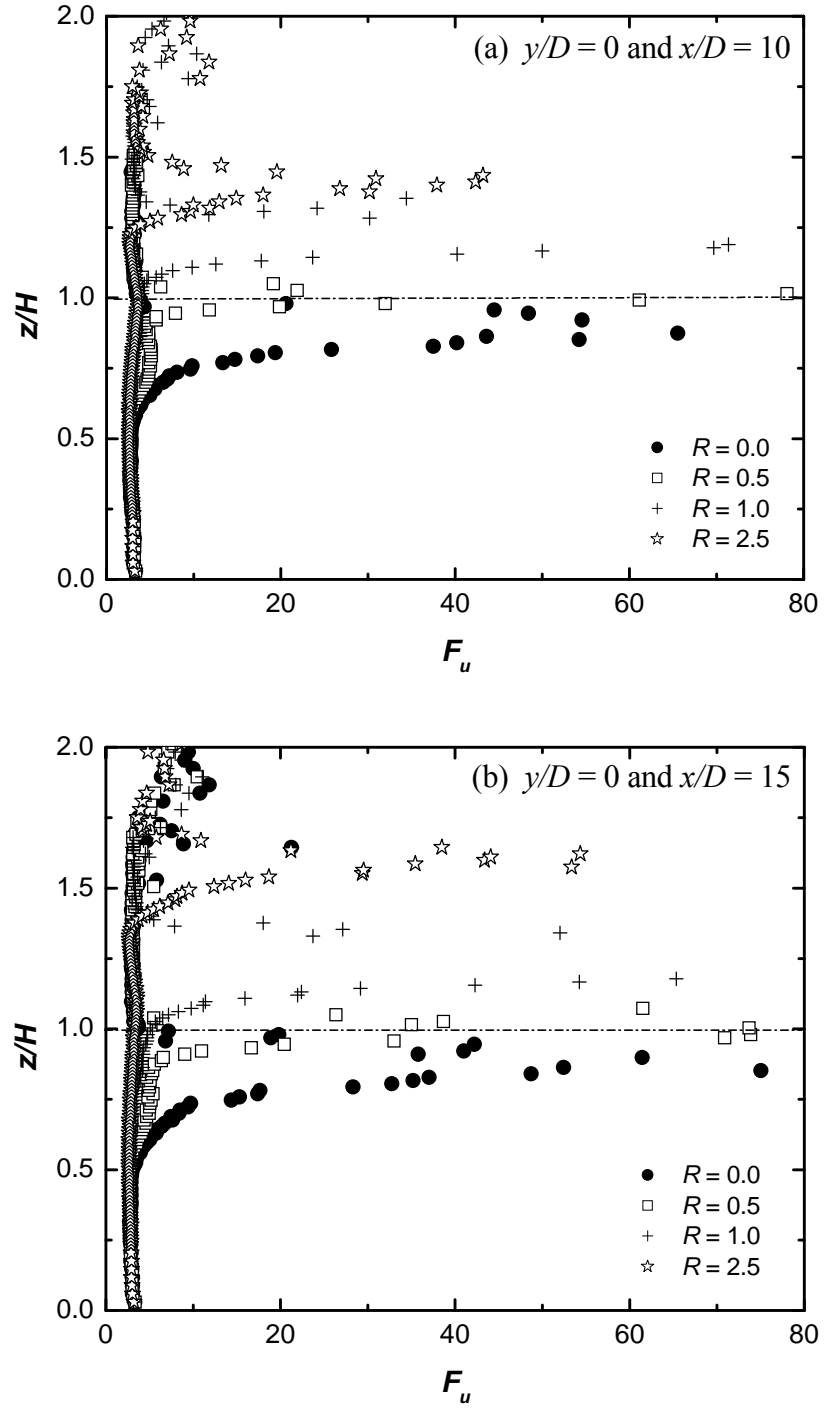 (a) y/D = 0 and x/D = 10
2.0
1.5
1.0
0.5
0.0
z/H
R = 0.0
R = 0.5
R = 1.0
R = 2.5
0 20 40 60 80
F_u
(b) y/D = 0 and x/D = 15
2.0
1.5
1.0
0.5
0.0
z/H
R = 0.0
R = 0.5
R = 1.0
R = 2.5
0 20 40 60 80
F_u